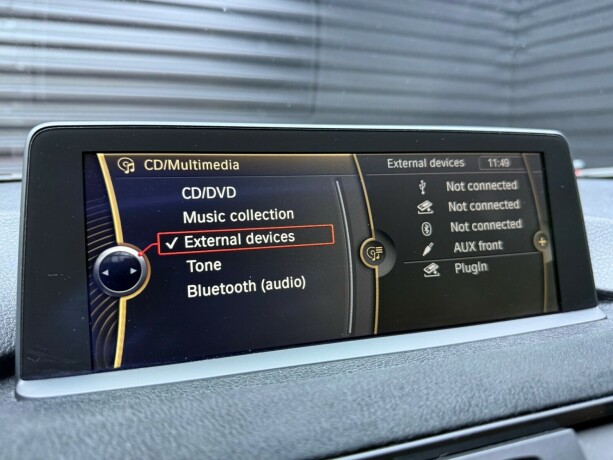 CD/Multimedia
CD/DVD
Music collection
External devices
Tone
Bluetooth (audio)
External devices 11:49
Not connected
Not connected
Not connected
AUX front
PlugIn